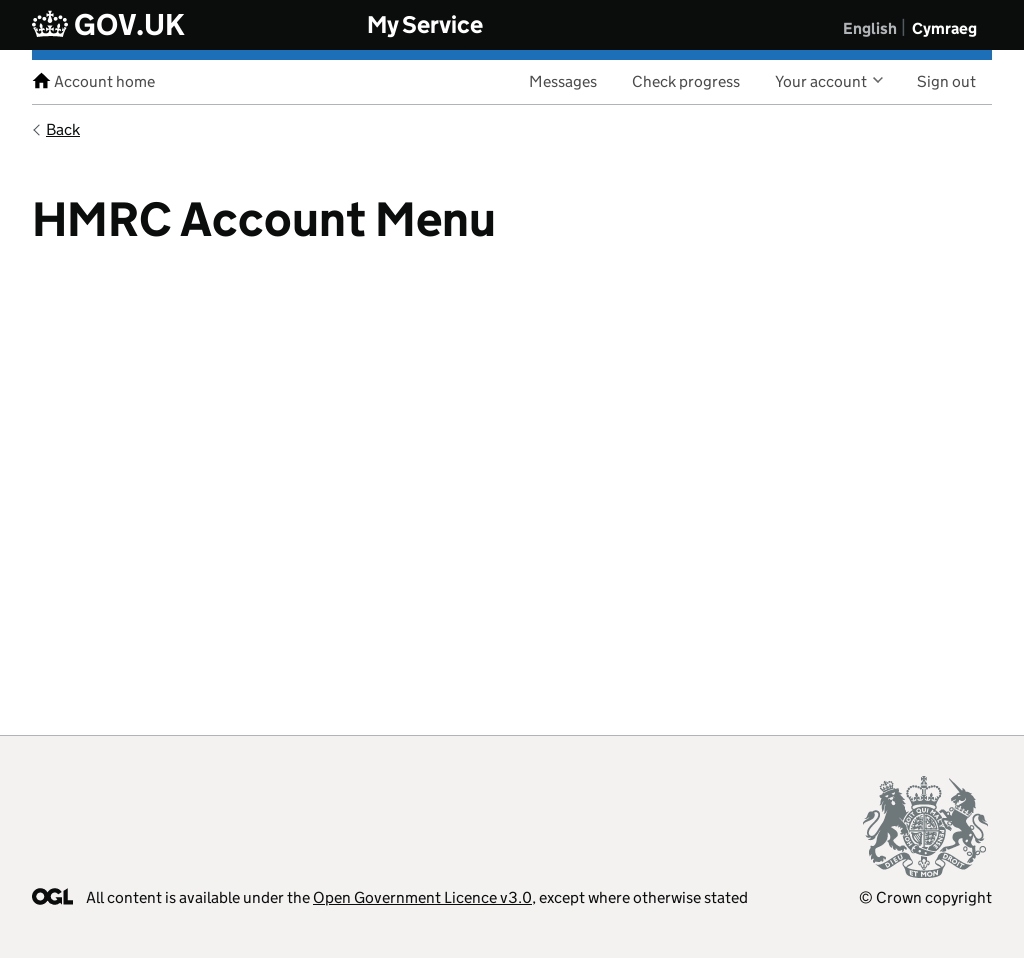 GOV.UK My Service English Cymraeg
Account home Messages Check progress Your account Sign out
Back
HMRC Account Menu
DIEU ET MON DROIT
OGL All content is available under the Open Government Licence v3.0, except where otherwise stated © Crown copyright